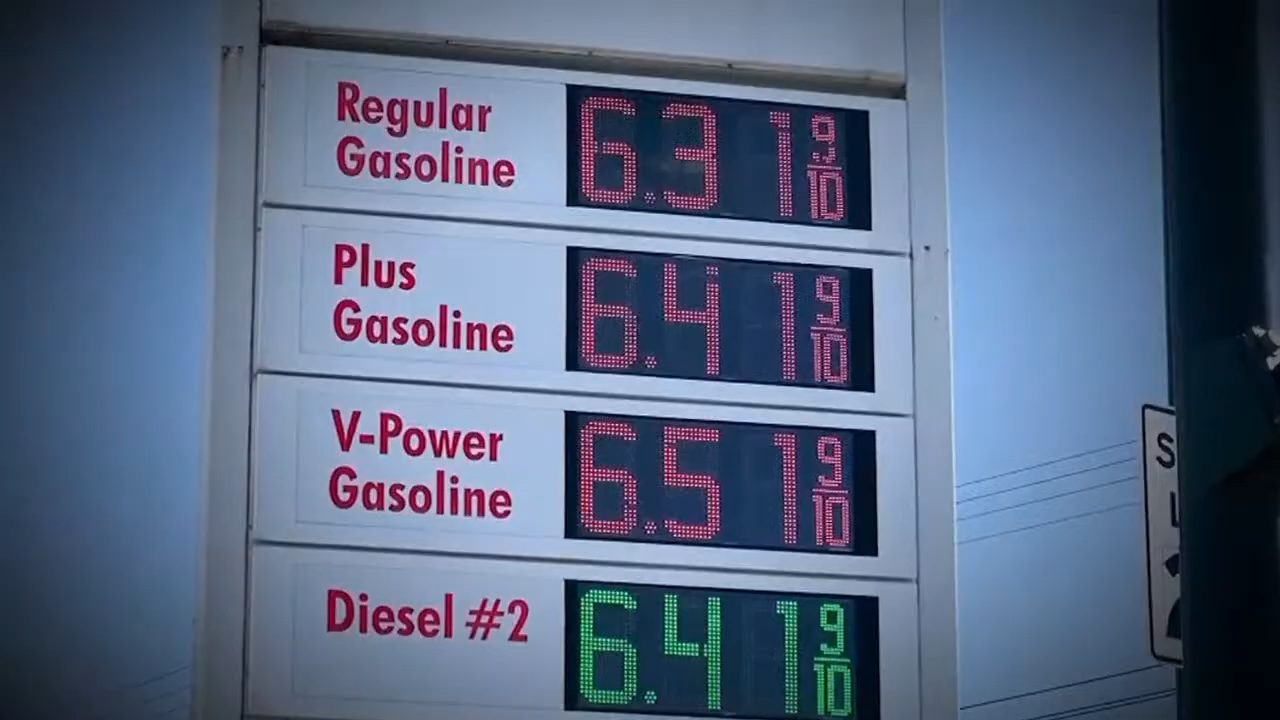 Regular
Gasoline
6.31 9/10
Plus
Gasoline
6.41 9/10
V-Power
Gasoline
6.51 9/10
Diesel #2
6.41 9/10